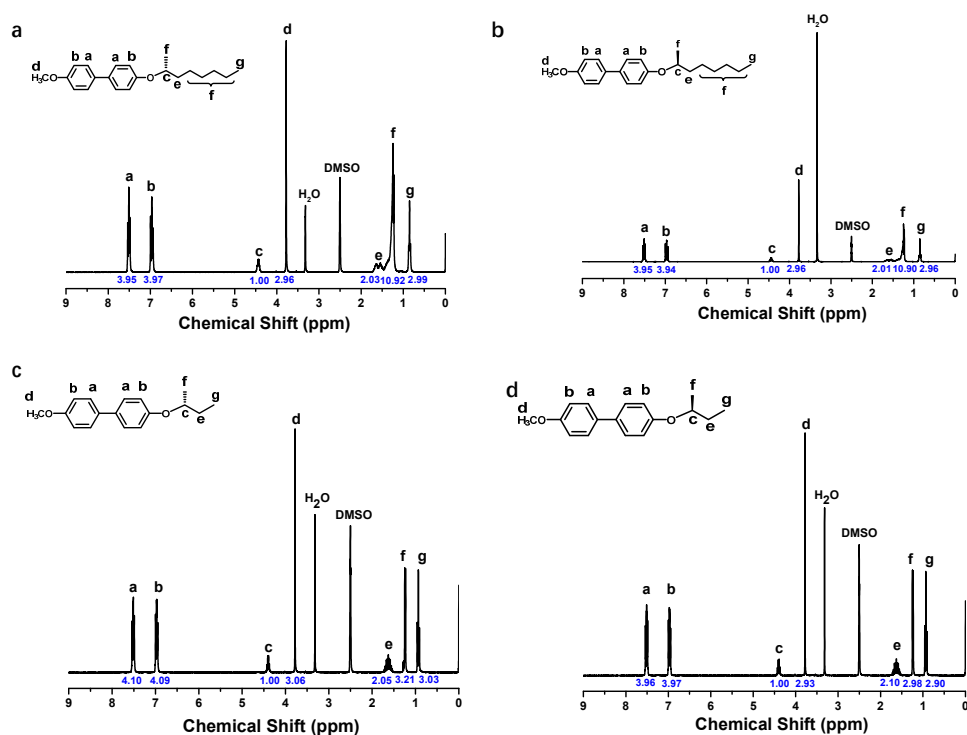 a
d
f
b a a b
d
H₃CO
O
C
e
g
f
a
b
c
d
H₂O
DMSO
e
f
g
3.95 3.97 1.00 2.96 2.03 10.92 2.99
9 8 7 6 5 4 3 2 1 0
Chemical Shift (ppm)
b
H₂O
f
b a a b
d
H₃CO
O
C
e
g
f
a
b
c
d
DMSO
e
f
g
3.95 3.94 1.00 2.96 2.01 10.90 2.96
9 8 7 6 5 4 3 2 1 0
Chemical Shift (ppm)
c
f
b a a b
d
H₃CO
O
C
e
g
a
b
c
d
H₂O
DMSO
e
f
g
4.10 4.09 1.00 3.06 2.05 3.21 3.03
9 8 7 6 5 4 3 2 1 0
Chemical Shift (ppm)
d
f
b a a b
d
H₃CO
O
C
e
g
a
b
c
d
H₂O
DMSO
e
f
g
3.96 3.97 1.00 2.93 2.10 2.98 2.90
9 8 7 6 5 4 3 2 1 0
Chemical Shift (ppm)